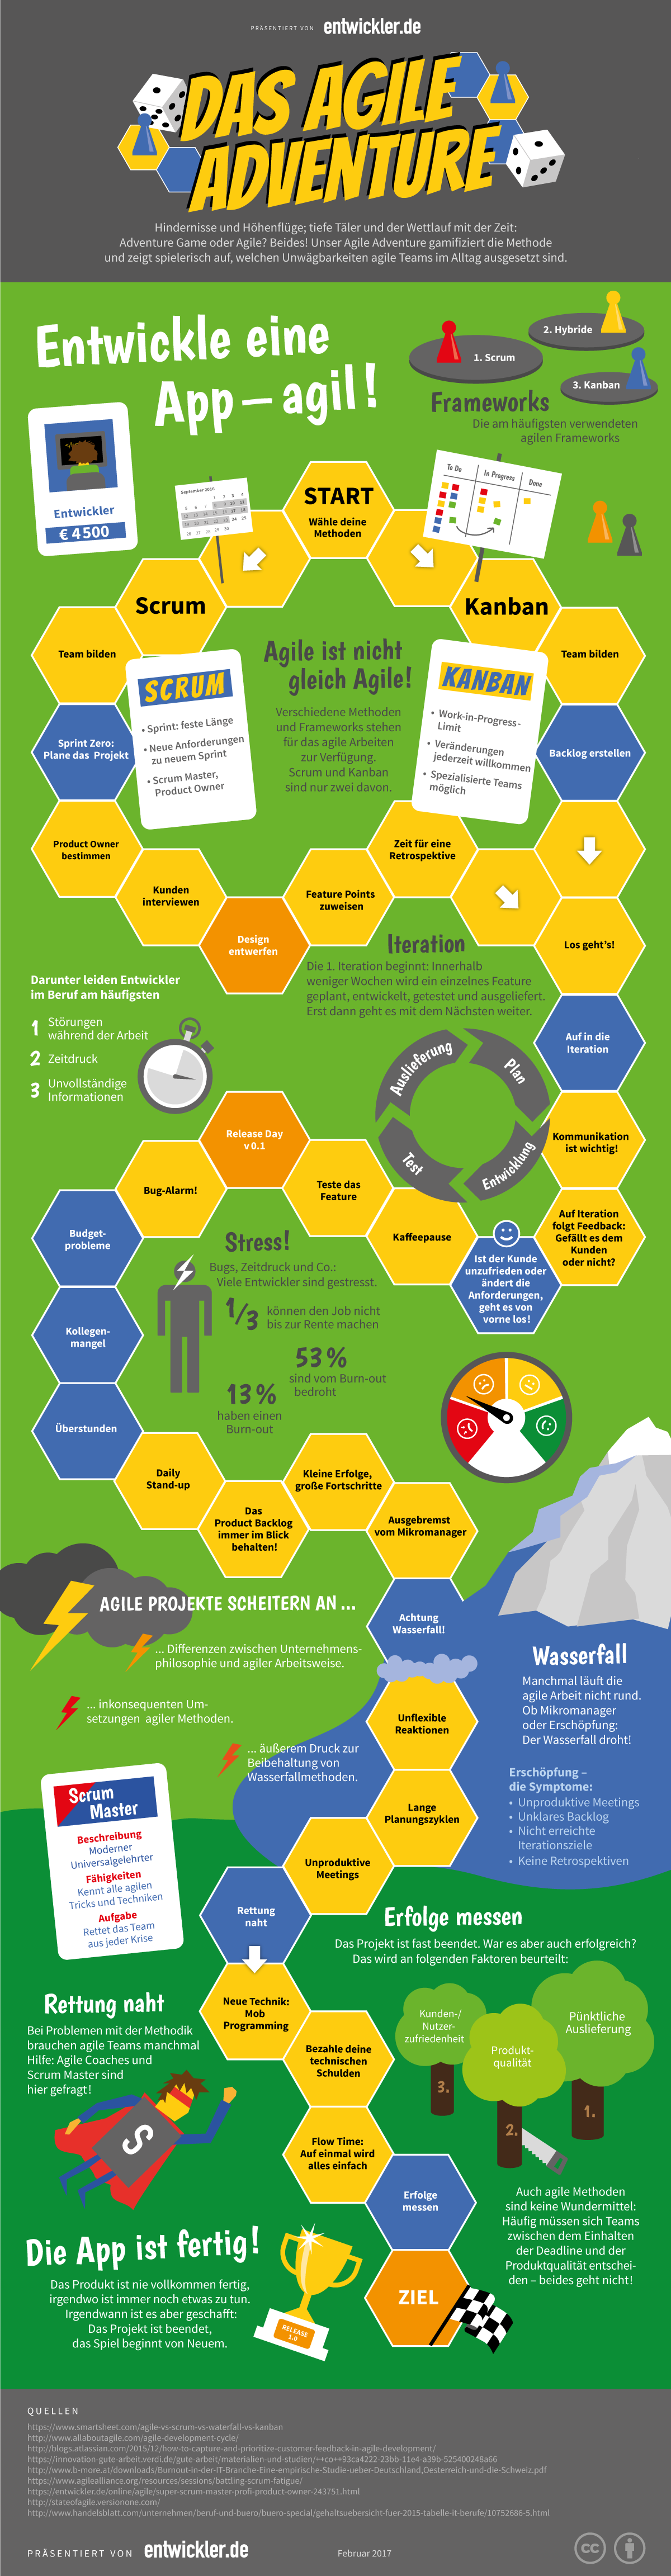 PRÄSENTIERT VON entwickler.de
DAS AGILE
ADVENTURE
Hindernisse und Höhenflüge; tiefe Täler und der Wettlauf mit der Zeit:
Adventure Game oder Agile? Beides! Unser Agile Adventure gamifiziert die Methode
und zeigt spielerisch auf, welchen Unwägbarkeiten agile Teams im Alltag ausgesetzt sind.
Entwickle eine
App – agil!
1. Scrum
2. Hybride
3. Kanban
Frameworks
Die am häufigsten verwendeten
agilen Frameworks
Entwickler
€ 4500
September 2016
To Do
In Progress
Done
START
Wähle deine
Methoden
Scrum
Kanban
Team bilden
Team bilden
SCRUM
• Sprint: feste Länge
• Neue Anforderungen
zu neuem Sprint
• Scrum Master,
Product Owner
Agile ist nicht
gleich Agile!
Verschiedene Methoden
und Frameworks stehen
für das agile Arbeiten
zur Verfügung.
Scrum und Kanban
sind nur zwei davon.
KANBAN
• Work-in-Progress-
Limit
• Veränderungen
jederzeit willkommen
• Spezialisierte Teams
möglich
Sprint Zero:
Plane das Projekt
Backlog erstellen
Product Owner
bestimmen
Kunden
interviewen
Design
entwerfen
Feature Points
zuweisen
Zeit für eine
Retrospektive
Los geht's!
Iteration
Die 1. Iteration beginnt: Innerhalb
weniger Wochen wird ein einzelnes Feature
geplant, entwickelt, getestet und ausgeliefert.
Erst dann geht es mit dem Nächsten weiter.
Darunter leiden Entwickler
im Beruf am häufigsten
1 Störungen
während der Arbeit
2 Zeitdruck
3 Unvollständige
Informationen
Auf in die
Iteration
Auslieferung
Plan
Test
Entwicklung
Kommunikation
ist wichtig!
Auf Iteration
folgt Feedback:
Gefällt es dem
Kunden
oder nicht?
Ist der Kunde
unzufrieden oder
ändert die
Anforderungen,
geht es von
vorne los!
Kaffeepause
Teste das
Feature
Release Day
v 0.1
Bug-Alarm!
Budget-
probleme
Kollegen-
mangel
Überstunden
Stress!
Bugs, Zeitdruck und Co.:
Viele Entwickler sind gestresst.
1/3 können den Job nicht
bis zur Rente machen
53%
sind vom Burn-out
bedroht
13%
haben einen
Burn-out
Daily
Stand-up
Das
Product Backlog
immer im Blick
behalten!
Kleine Erfolge,
große Fortschritte
Ausgebremst
vom Mikromanager
AGILE PROJEKTE SCHEITERN AN ...
... Differenzen zwischen Unternehmens-
philosophie und agiler Arbeitsweise.
... inkonsequenten Um-
setzungen agiler Methoden.
... äußerem Druck zur
Beibehaltung von
Wasserfallmethoden.
Achtung
Wasserfall!
Unflexible
Reaktionen
Lange
Planungszyklen
Unproduktive
Meetings
Wasserfall
Manchmal läuft die
agile Arbeit nicht rund.
Ob Mikromanager
oder Erschöpfung:
Der Wasserfall droht!
Erschöpfung –
die Symptome:
• Unproduktive Meetings
• Unklares Backlog
• Nicht erreichte
Iterationsziele
• Keine Retrospektiven
Scrum
Master
Beschreibung
Moderner
Universalgelehrter
Fähigkeiten
Kennt alle agilen
Tricks und Techniken
Aufgabe
Rettet das Team
aus jeder Krise
Rettung
naht
Erfolge messen
Das Projekt ist fast beendet. War es aber auch erfolgreich?
Das wird an folgenden Faktoren beurteilt:
Kunden-/
Nutzer-
zufriedenheit
3.
Produkt-
qualität
2.
Pünktliche
Auslieferung
1.
Rettung naht
Bei Problemen mit der Methodik
brauchen agile Teams manchmal
Hilfe: Agile Coaches und
Scrum Master sind
hier gefragt!
S
Neue Technik:
Mob
Programming
Bezahle deine
technischen
Schulden
Flow Time:
Auf einmal wird
alles einfach
Erfolge
messen
ZIEL
Auch agile Methoden
sind keine Wundermittel:
Häufig müssen sich Teams
zwischen dem Einhalten
der Deadline und der
Produktqualität entschei-
den – beides geht nicht!
Die App ist fertig!
Das Produkt ist nie vollkommen fertig,
irgendwo ist immer noch etwas zu tun.
Irgendwann ist es aber geschafft:
Das Projekt ist beendet,
das Spiel beginnt von Neuem.
RELEASE
1.0
QUELLEN
https://www.smartsheet.com/agile-vs-scrum-vs-waterfall-vs-kanban
http://www.allaboutagile.com/agile-development-cycle/
http://blogs.atlassian.com/2015/12/how-to-capture-and-prioritize-customer-feedback-in-agile-development/
https://innovation-gute-arbeit.verdi.de/gute-arbeit/materialien-und-studien/++co++93ca4222-23bb-11e4-a39b-525400248a66
http://www.b-more.at/downloads/Burnout-in-der-IT-Branche-Eine-empirische-Studie-ueber-Deutschland,Oesterreich-und-die-Schweiz.pdf
https://www.agilealliance.org/resources/sessions/battling-scrum-fatigue/
https://entwickler.de/online/agile/super-scrum-master-profi-product-owner-243751.html
http://stateofagile.versionone.com/
http://www.handelsblatt.com/unternehmen/beruf-und-buero/buero-special/gehaltsuebersicht-fuer-2015-tabelle-it-berufe/10752686-5.html
PRÄSENTIERT VON entwickler.de
Februar 2017
cc